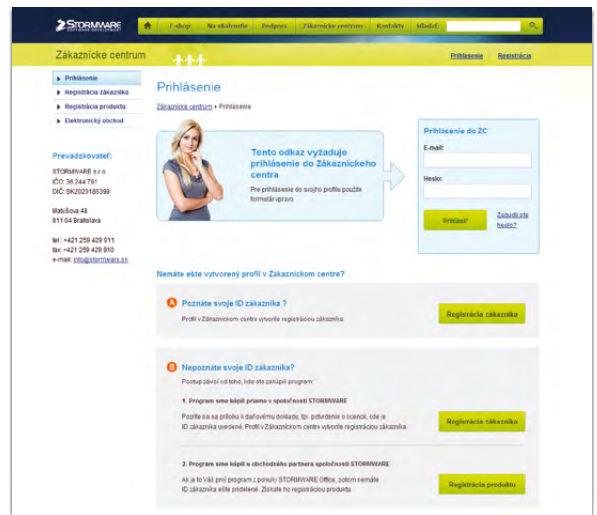 STORMWARE
SOFTWARE DEVELOPMENT
E-shop Na stiahnutie Podpora Zákaznícke centrum Kontakty Hľadať:
Zákaznícke centrum
Prihlásenie Registrácia
Prihlásenie
Registrácia zákazníka
Registrácia produktu
Elektronický obchod
Prevádzkovateľ:
STORMWARE s.r.o.
IČO: 36 244 791
DIČ: SK2020193399
Matúšova 48
811 04 Bratislava
tel.: +421 259 429 911
fax: +421 259 429 910
e-mail: info@stormware.sk
Prihlásenie
Zákaznícke centrum • Prihlásenie
Tento odkaz vyžaduje
prihlásenie do Zákazníckeho
centra
Pre prihlásenie do svojho profilu použite
formulár vpravo.
Prihlásenie do ZC
E-mail:
Heslo:
Prihlásiť
Zabudli ste
heslo?
Nemáte ešte vytvorený profil v Zákazníckom centre?
A Poznáte svoje ID zákazníka ?
Profil v Zákazníckom centre vytvoríte registráciou zákazníka.
Registrácia zákazníka
B Nepoznáte svoje ID zákazníka?
Postup závisí od toho, kde ste zakúpili program:
1. Program sme kúpili priamo v spoločnosti STORMWARE
Pozrite sa na prílohu k daňovému dokladu, tzv. potvrdenie o licencii, kde je
ID zákazníka uvedené. Profil v Zákazníckom centre vytvoríte registráciou zákazníka.
Registrácia zákazníka
2. Program sme kúpili u obchodného partnera spoločnosti STORMWARE
Ak je to Váš prvý program z ponuky STORMWARE Office, potom nemáte
ID zákazníka ešte pridelené. Získate ho registráciou produktu.
Registrácia produktu